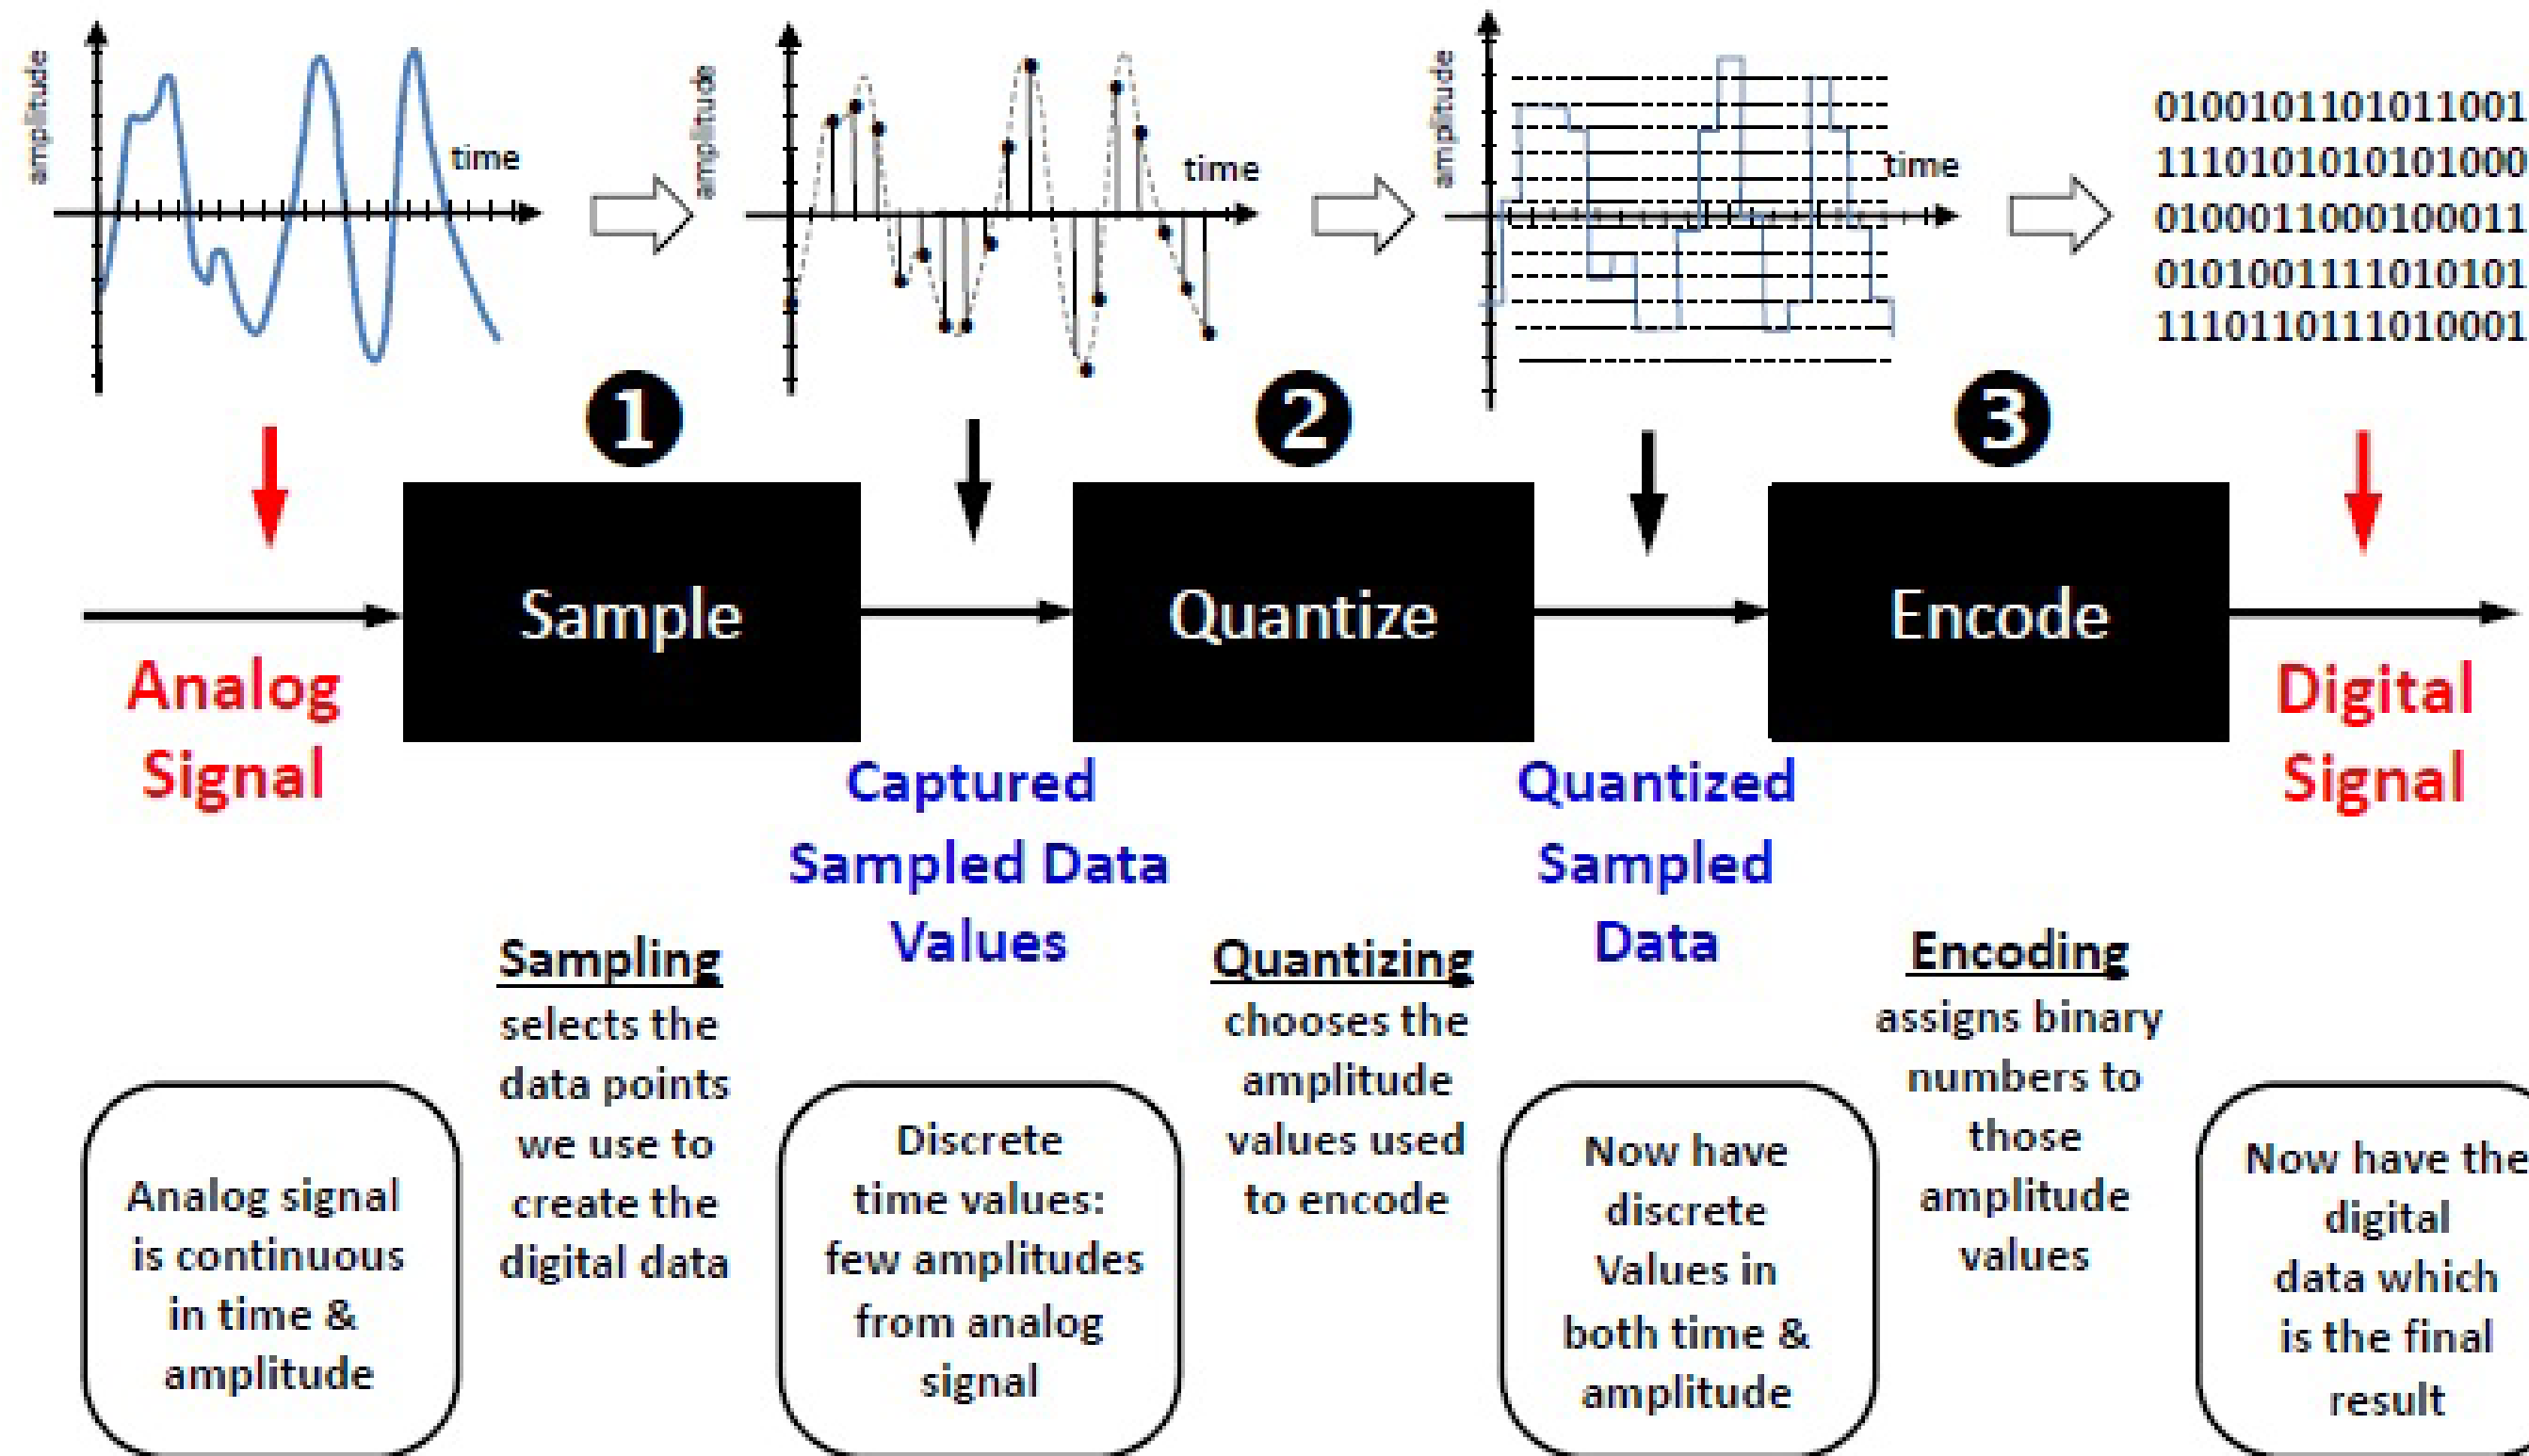 amplitude
time
amplitude
time
amplitude
time
0100101101011001
1110101010101000
0100011000100011
0101001111010101
1110110111010001
1
2
3
Sample
Quantize
Encode
Analog
Signal
Captured
Sampled Data
Values
Quantized
Sampled
Data
Digital
Signal
Sampling
selects the
data points
we use to
create the
digital data
Quantizing
chooses the
amplitude
values used
to encode
Encoding
assigns binary
numbers to
those
amplitude
values
Analog signal
is continuous
in time &
amplitude
Discrete
time values:
few amplitudes
from analog
signal
Now have
discrete
Values in
both time &
amplitude
Now have the
digital
data which
is the final
result